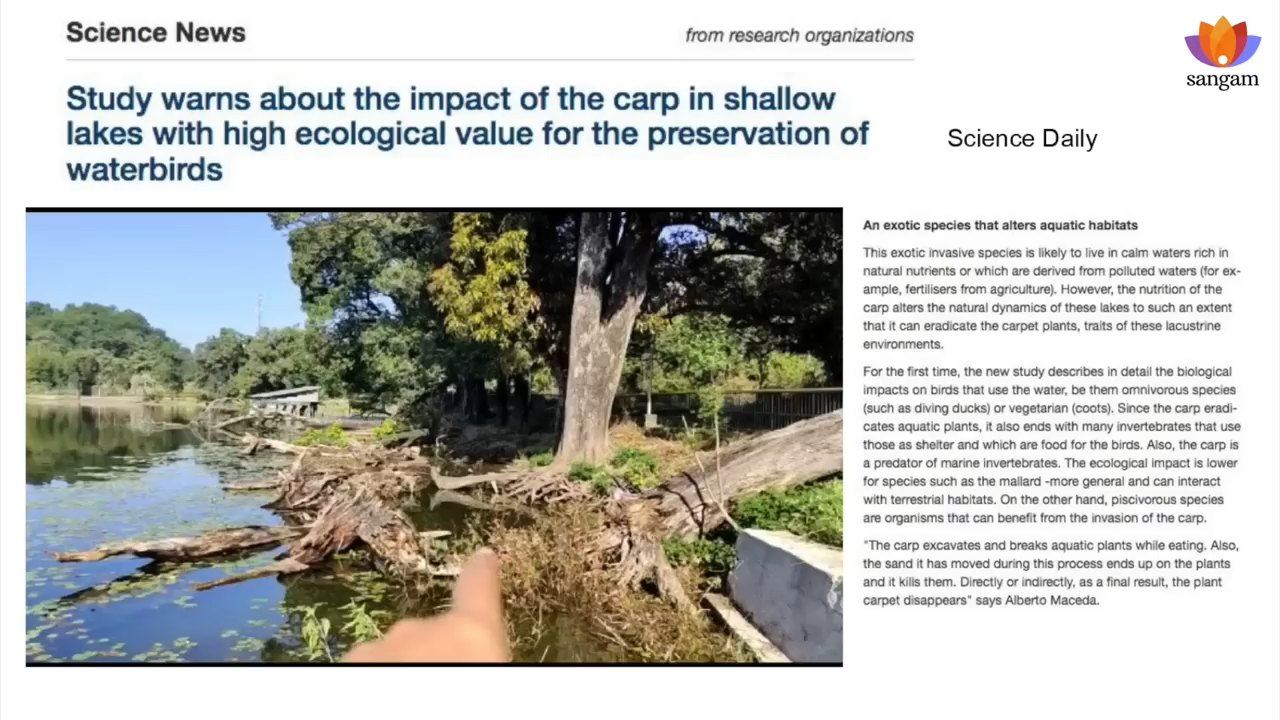 Science News
from research organizations
sangam
Study warns about the impact of the carp in shallow
lakes with high ecological value for the preservation of
waterbirds
Science Daily
An exotic species that alters aquatic habitats
This exotic invasive species is likely to live in calm waters rich in
natural nutrients or which are derived from polluted waters (for ex-
ample, fertilisers from agriculture). However, the nutrition of the
carp alters the natural dynamics of these lakes to such an extent
that it can eradicate the carpet plants, traits of these lacustrine
environments.
For the first time, the new study describes in detail the biological
impacts on birds that use the water, be them omnivorous species
(such as diving ducks) or vegetarian (coots). Since the carp eradi-
cates aquatic plants, it also ends with many invertebrates that use
those as shelter and which are food for the birds. Also, the carp is
a predator of marine invertebrates. The ecological impact is lower
for species such as the mallard -more general and can interact
with terrestrial habitats. On the other hand, piscivorous species
are organisms that can benefit from the invasion of the carp.
"The carp excavates and breaks aquatic plants while eating. Also,
the sand it has moved during this process ends up on the plants
and it kills them. Directly or indirectly, as a final result, the plant
carpet disappears" says Alberto Maceda.